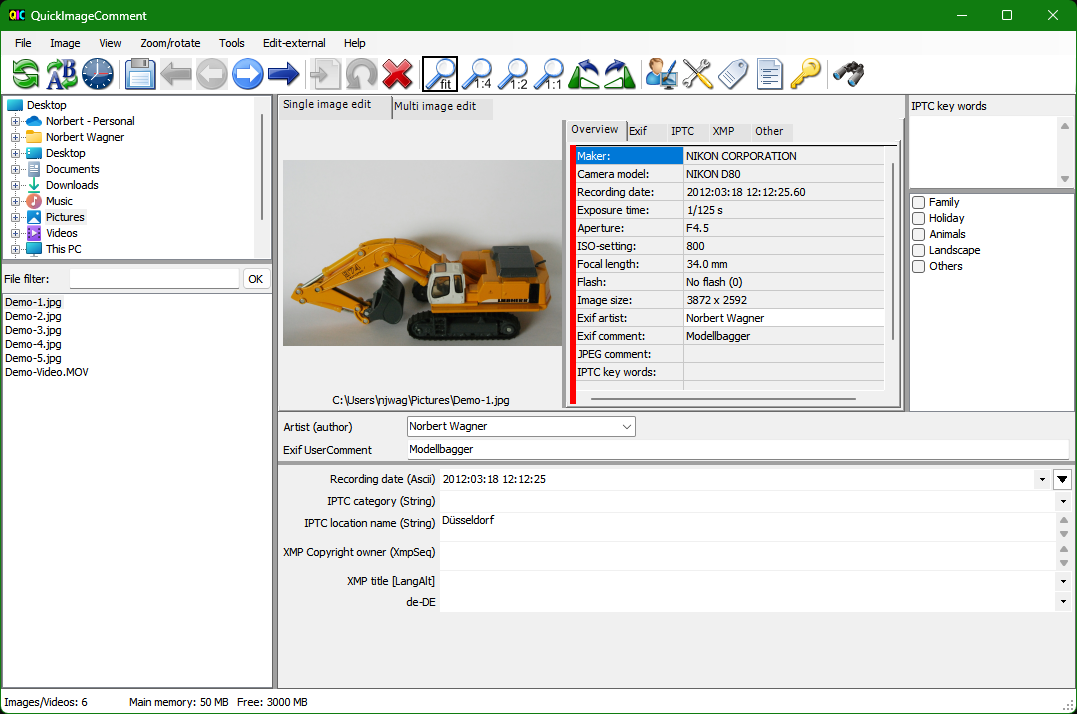 QIC QuickImageComment
File Image View Zoom/rotate Tools Edit-external Help
fit 1:4 1:2 1:1
Desktop
Norbert - Personal
Norbert Wagner
Desktop
Documents
Downloads
Music
Pictures
Videos
This PC
File filter: OK
Demo-1.jpg
Demo-2.jpg
Demo-3.jpg
Demo-4.jpg
Demo-5.jpg
Demo-Video.MOV
Single image edit Multi image edit
LIEBHERR
C:\Users\njwag\Pictures\Demo-1.jpg
Overview Exif IPTC XMP Other
Maker: NIKON CORPORATION
Camera model: NIKON D80
Recording date: 2012:03:18 12:12:25.60
Exposure time: 1/125 s
Aperture: F4.5
ISO-setting: 800
Focal length: 34.0 mm
Flash: No flash (0)
Image size: 3872 x 2592
Exif artist: Norbert Wagner
Exif comment: Modellbagger
JPEG comment:
IPTC key words:
IPTC key words
Family
Holiday
Animals
Landscape
Others
Artist (author) Norbert Wagner
Exif UserComment Modellbagger
Recording date (Ascii) 2012:03:18 12:12:25
IPTC category (String)
IPTC location name (String) Düsseldorf
XMP Copyright owner (XmpSeq)
XMP title [LangAlt]
de-DE
Images/Videos: 6 Main memory: 50 MB Free: 3000 MB